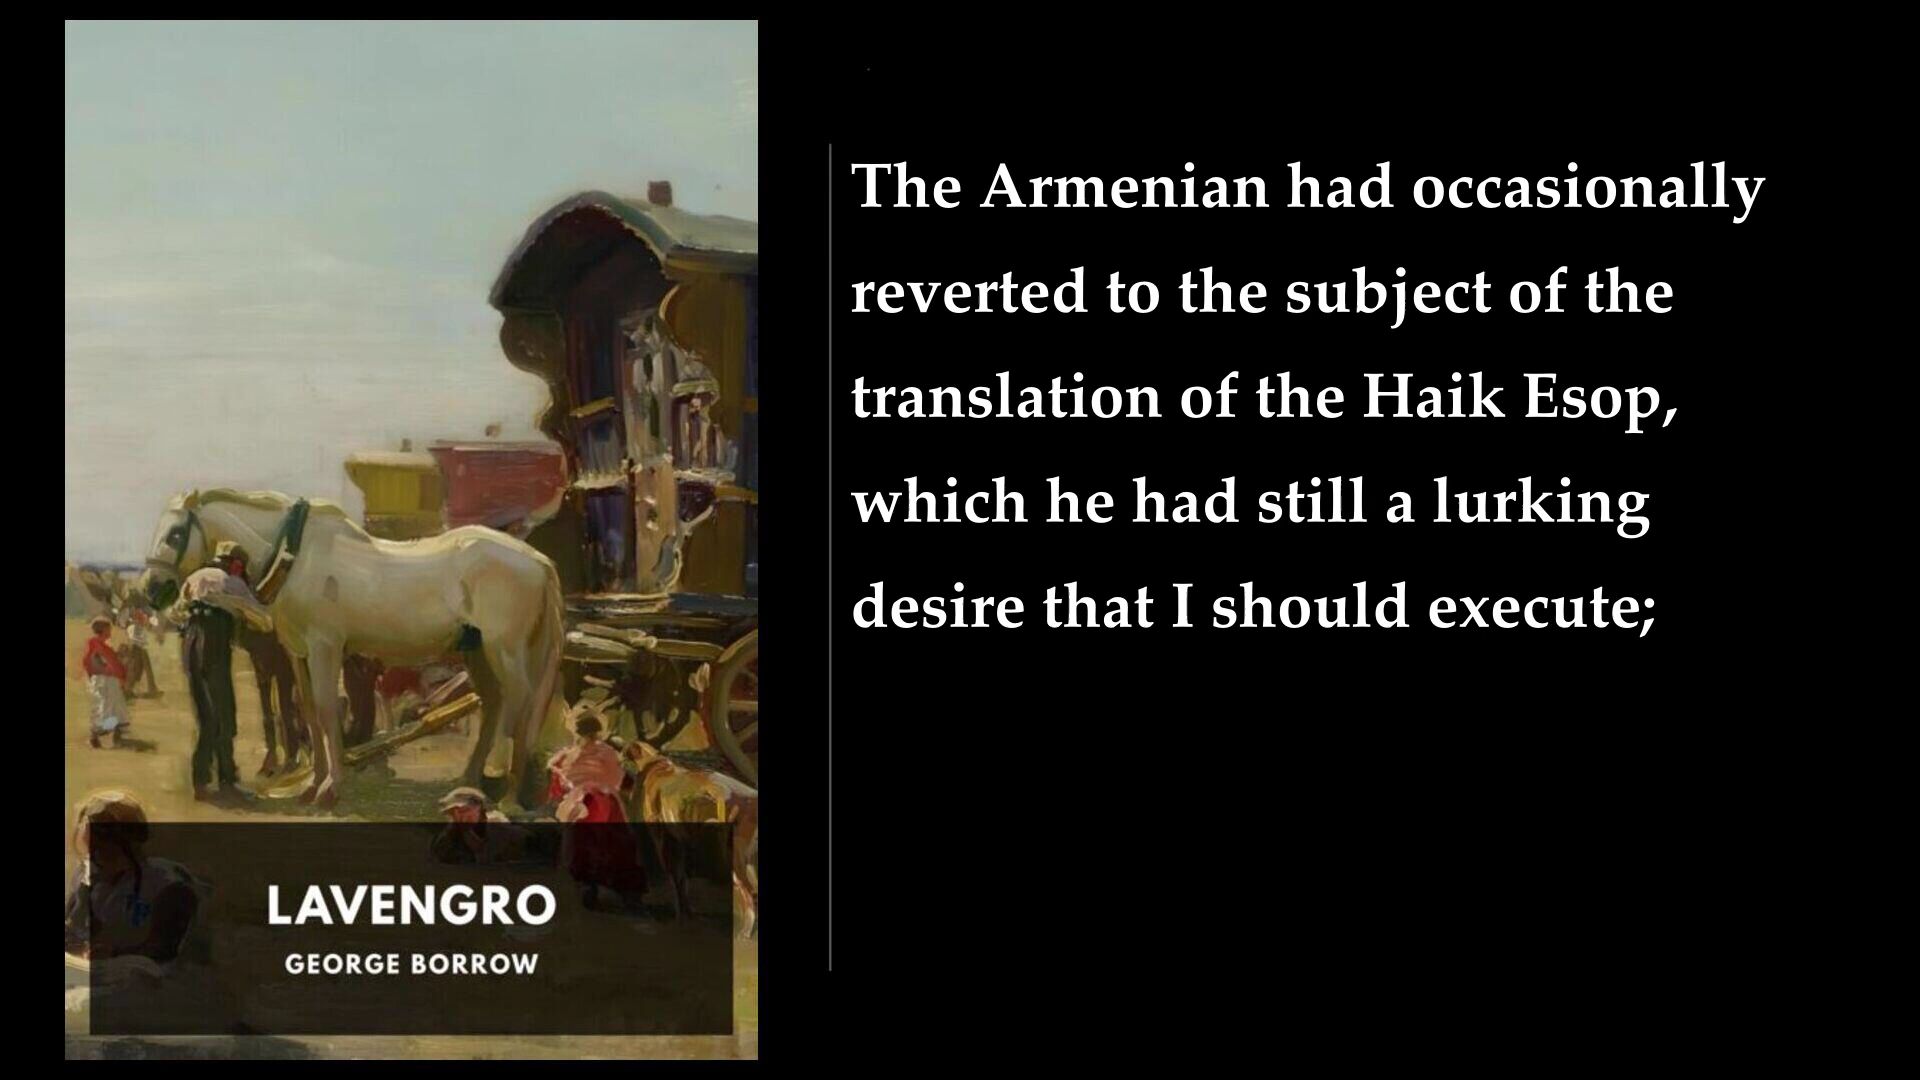 The Armenian had occasionally
reverted to the subject of the
translation of the Haik Esop,
which he had still a lurking
desire that I should execute;
LAVENGRO
GEORGE BORROW